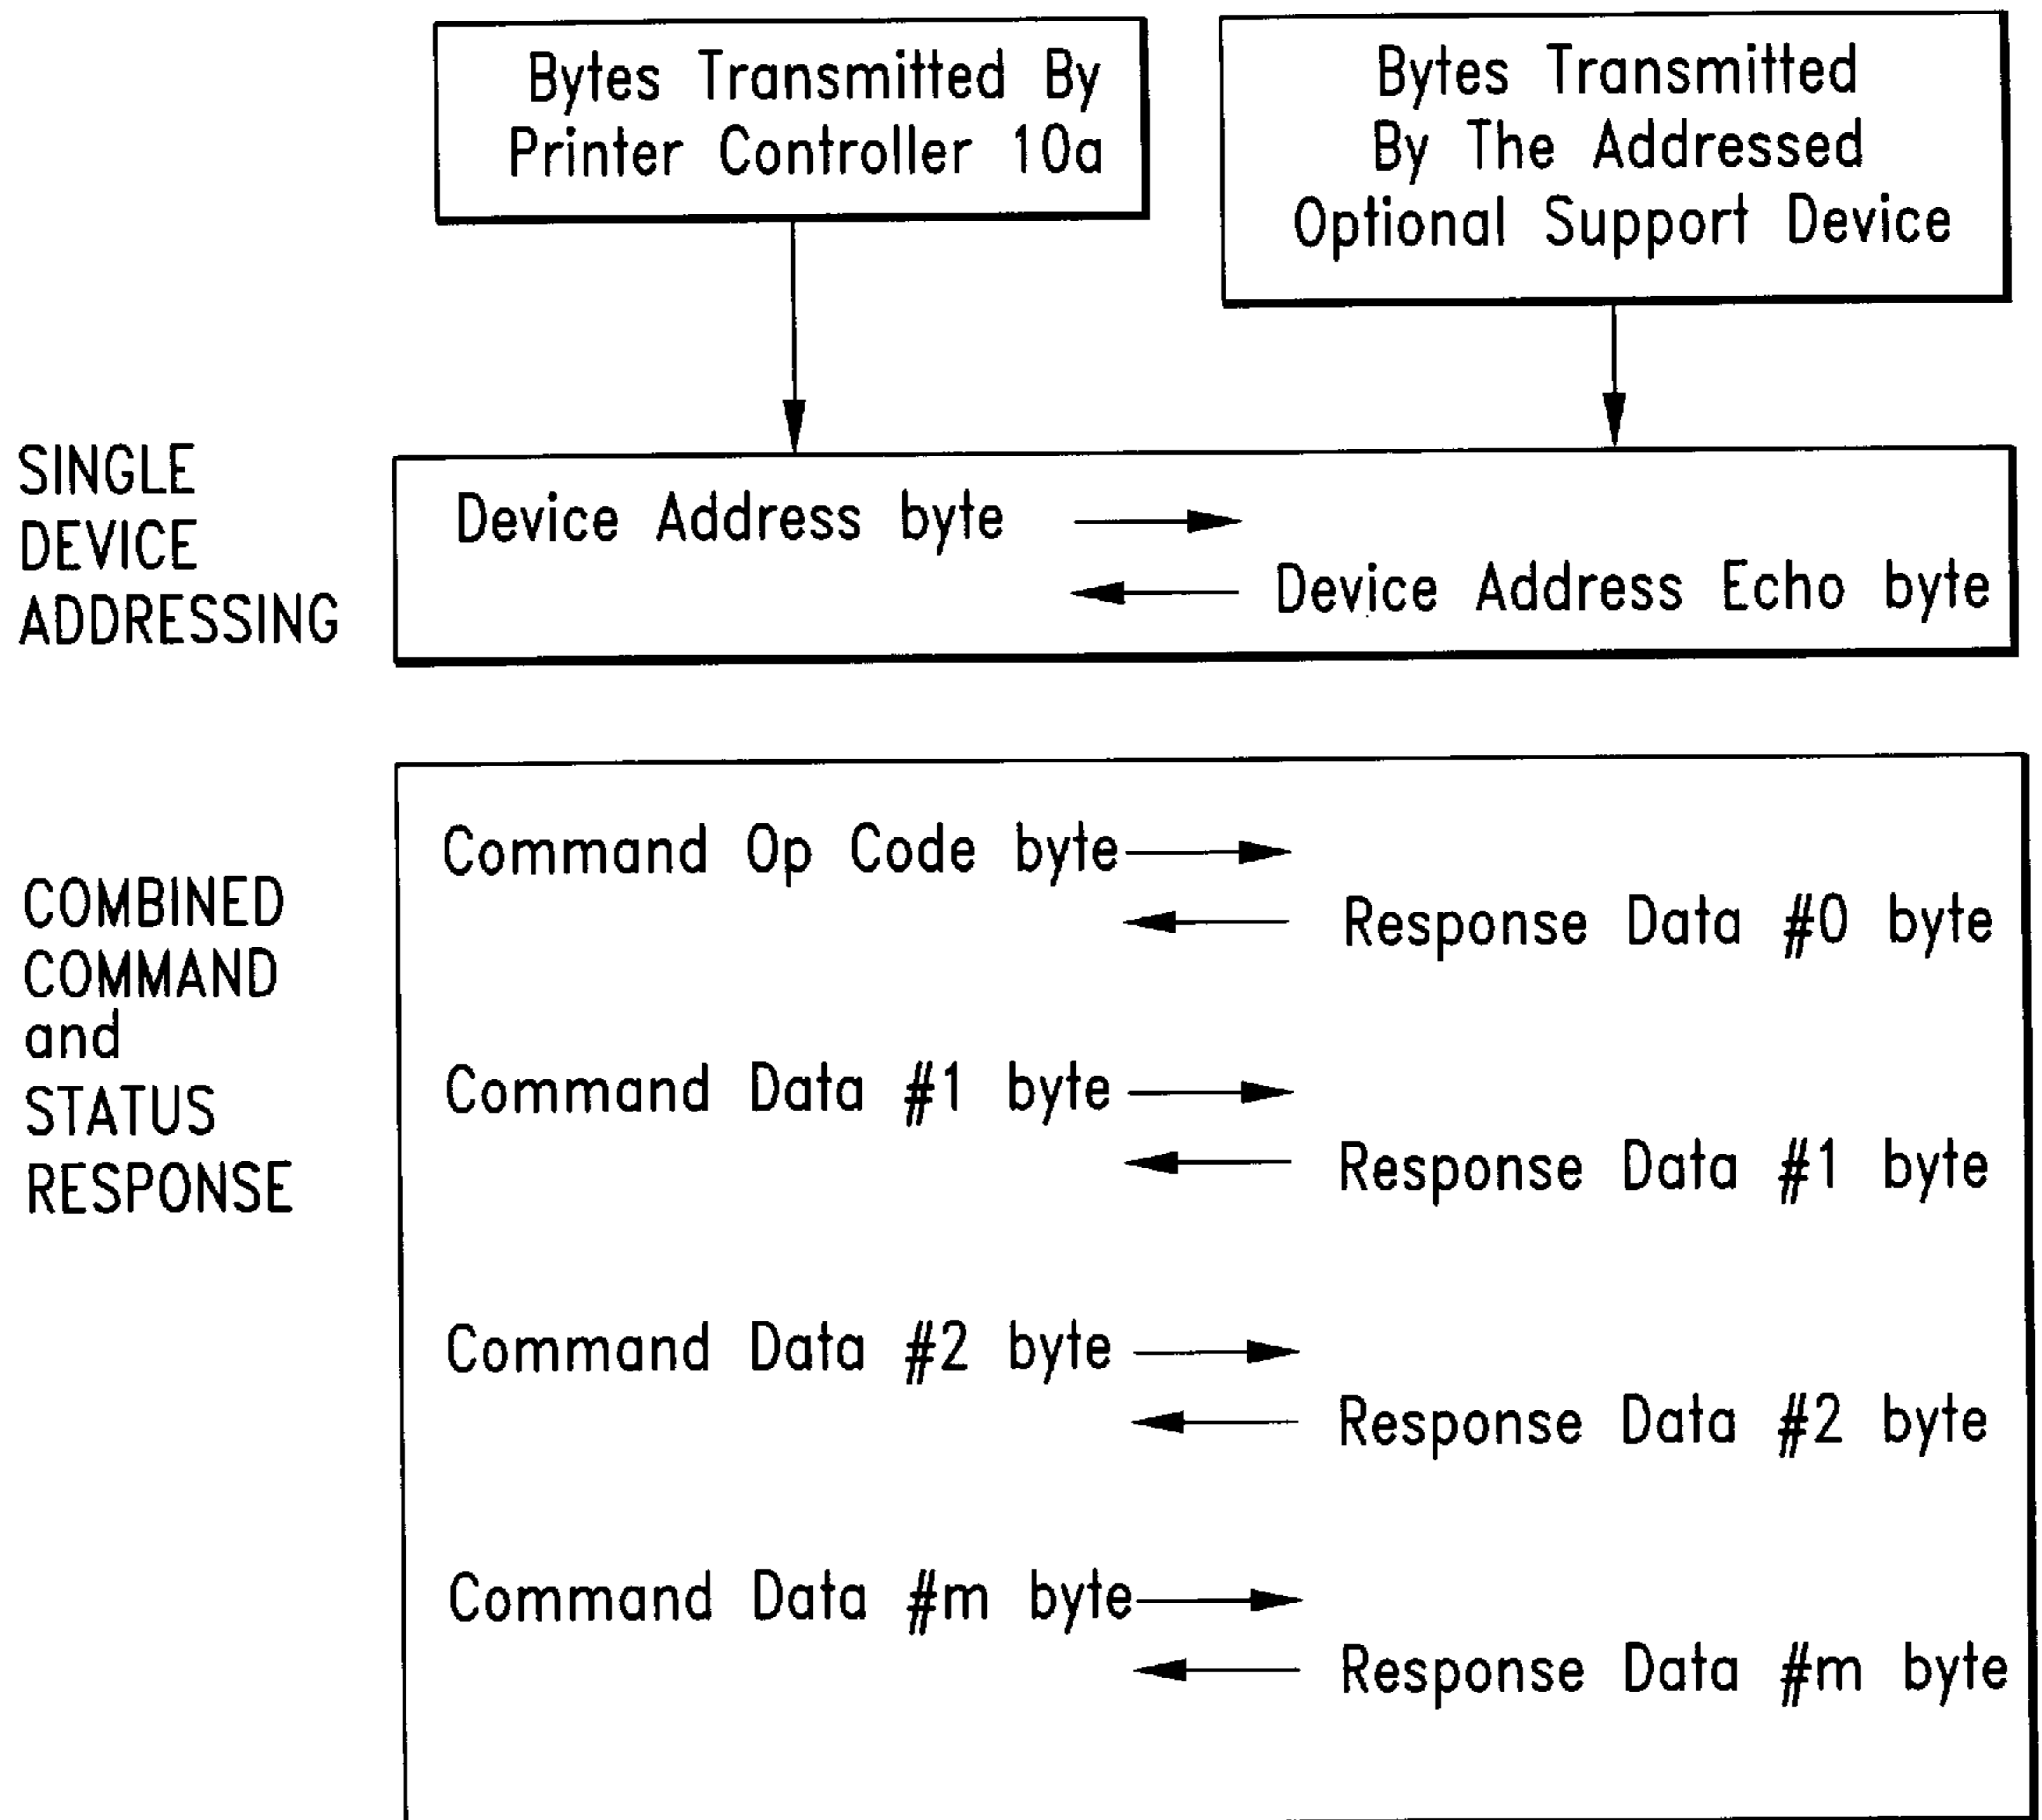 Bytes Transmitted By
Printer Controller 10a
Bytes Transmitted
By The Addressed
Optional Support Device
SINGLE
DEVICE
ADDRESSING
Device Address byte
Device Address Echo byte
COMBINED
COMMAND
and
STATUS
RESPONSE
Command Op Code byte
Response Data #0 byte
Command Data #1 byte
Response Data #1 byte
Command Data #2 byte
Response Data #2 byte
Command Data #m byte
Response Data #m byte